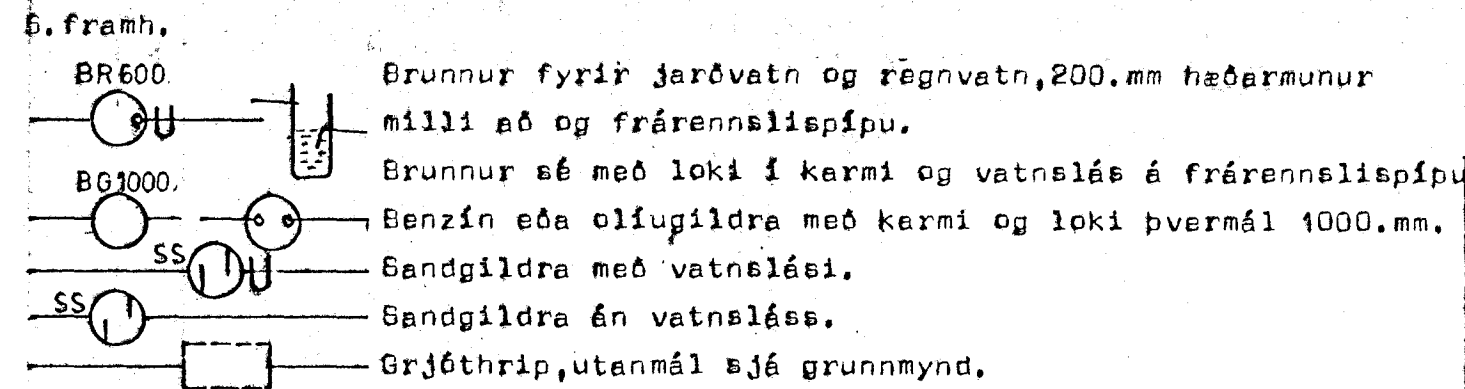 6. framh.
BR600. Brunnur fyrir jarðvatn og regnvatn,200.mm hæðarmunur
milli að og frárennslispípu.
Brunnur sé með loki í karmi og vatnslás á frárennslispípu
BG1000. Benzín eða olíugildra með karmi og loki þvermál 1000.mm.
SS Sandgildra með vatnslási.
SS Sandgildra án vatnsláss.
Grjóthrip,utanmál sjá grunnmynd.